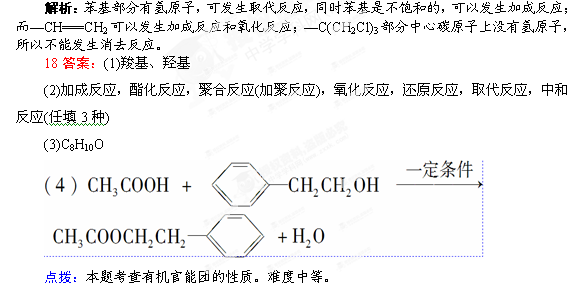 解析：苯基部分有氢原子，可发生取代反应，同时苯基是不饱和的，可以发生加成反应；
而—CH══CH2可以发生加成反应和氧化反应；—C(CH2Cl)3部分中心碳原子上没有氢原子，
所以不能发生消去反应。
18答案：(1)羧基、羟基
(2)加成反应，酯化反应，聚合反应(加聚反应)，氧化反应，还原反应，取代反应，中和
反应(任填3种)
(3)C8H10O
(4) CH3COOH + —CH2CH2OH 一定条件
CH3COOCH2CH2— +H2O
点拨：本题考查有机官能团的性质。难度中等。